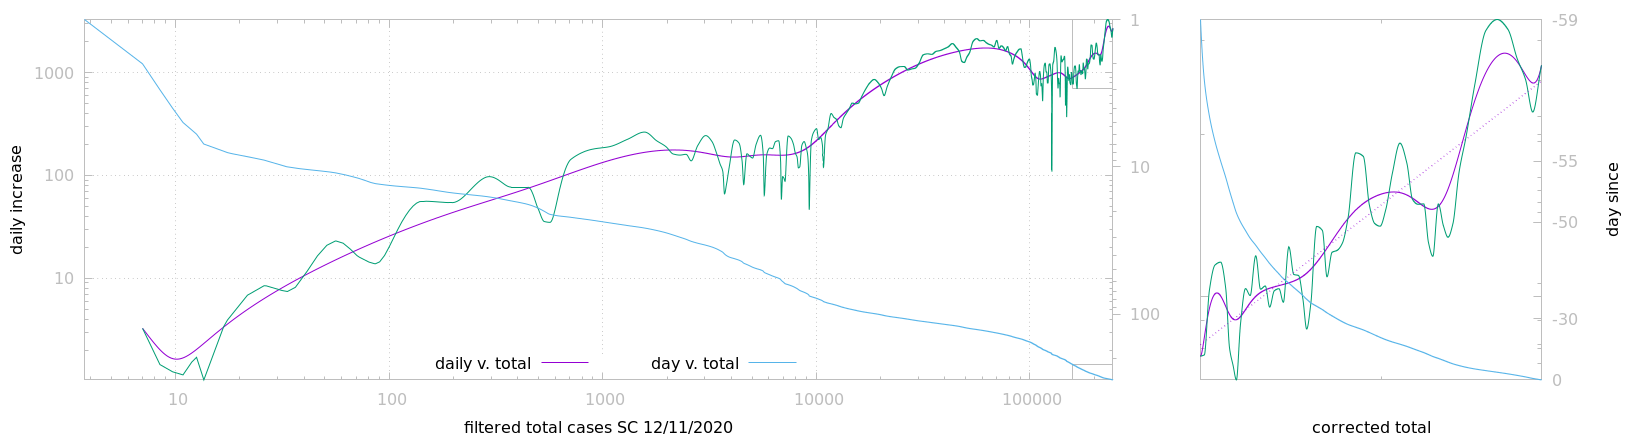 1
-59
1000
daily increase
100
10
-55
-50
day since
10
100
-30
daily v. total
day v. total
0
10
100
1000
10000
100000
filtered total cases SC 12/11/2020
corrected total